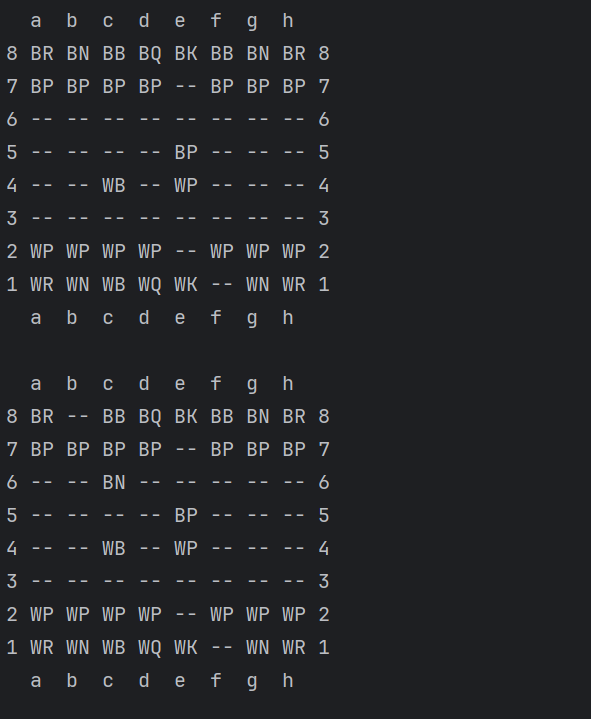 a  b  c  d  e  f  g  h
8 BR BN BB BQ BK BB BN BR 8
7 BP BP BP BP -- BP BP BP 7
6 -- -- -- -- -- -- -- -- 6
5 -- -- -- -- BP -- -- -- 5
4 -- -- WB -- WP -- -- -- 4
3 -- -- -- -- -- -- -- -- 3
2 WP WP WP WP -- WP WP WP 2
1 WR WN WB WQ WK -- WN WR 1
  a  b  c  d  e  f  g  h

  a  b  c  d  e  f  g  h
8 BR -- BB BQ BK BB BN BR 8
7 BP BP BP BP -- BP BP BP 7
6 -- -- BN -- -- -- -- -- 6
5 -- -- -- -- BP -- -- -- 5
4 -- -- WB -- WP -- -- -- 4
3 -- -- -- -- -- -- -- -- 3
2 WP WP WP WP -- WP WP WP 2
1 WR WN WB WQ WK -- WN WR 1
  a  b  c  d  e  f  g  h